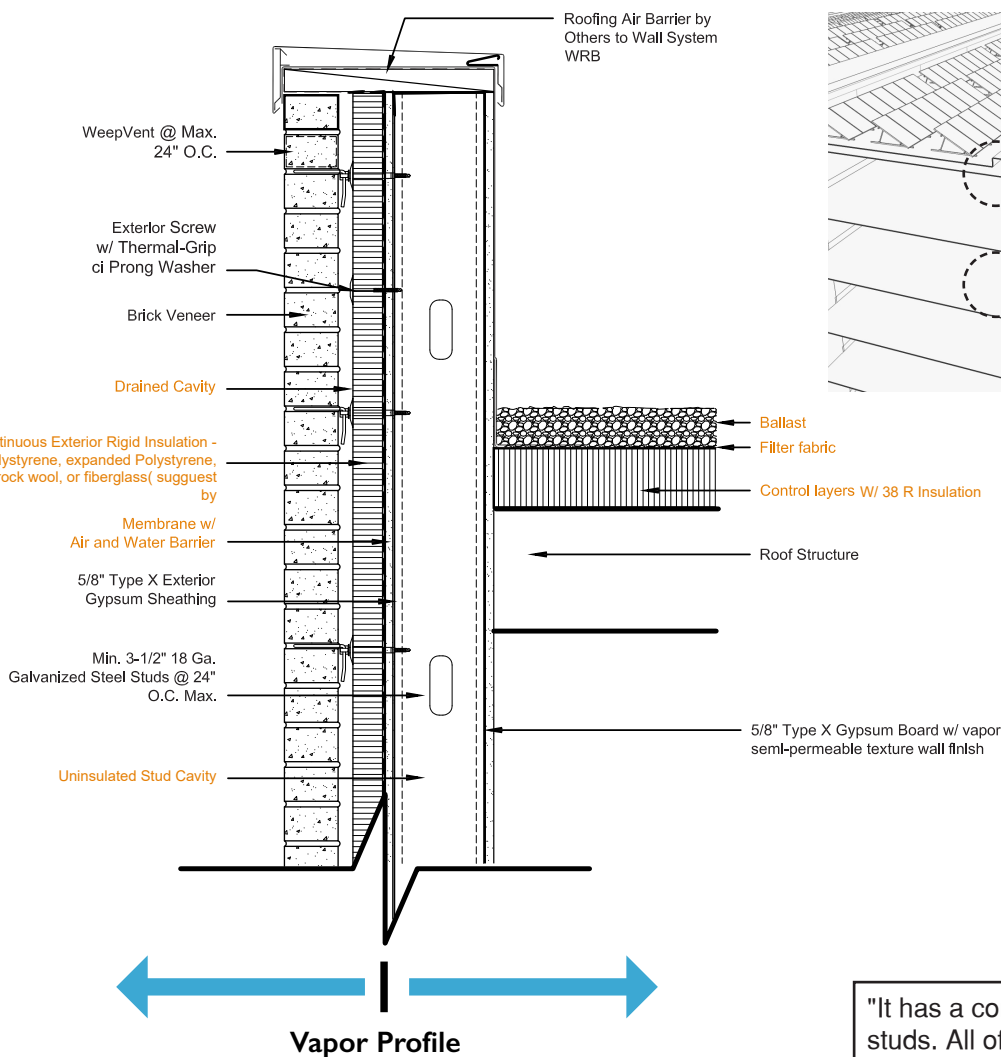 Roofing Air Barrier by
Others to Wall System
WRB
WeepVent @ Max.
24" O.C.
Exterior Screw
w/ Thermal-Grip
ci Prong Washer
Brick Veneer
Drained Cavity
tinuous Exterior Rigid Insulation -
lystyrene, expanded Polystyrene,
rock wool, or fiberglass( sugguest
by
Membrane w/
Air and Water Barrier
5/8" Type X Exterior
Gypsum Sheathing
Min. 3-1/2" 18 Ga.
Galvanized Steel Studs @ 24"
O.C. Max.
Uninsulated Stud Cavity
Ballast
Filter fabric
Control layers W/ 38 R Insulation
Roof Structure
5/8" Type X Gypsum Board w/ vapor
semi-permeable texture wall finish
Vapor Profile
"It has a co
studs. All of